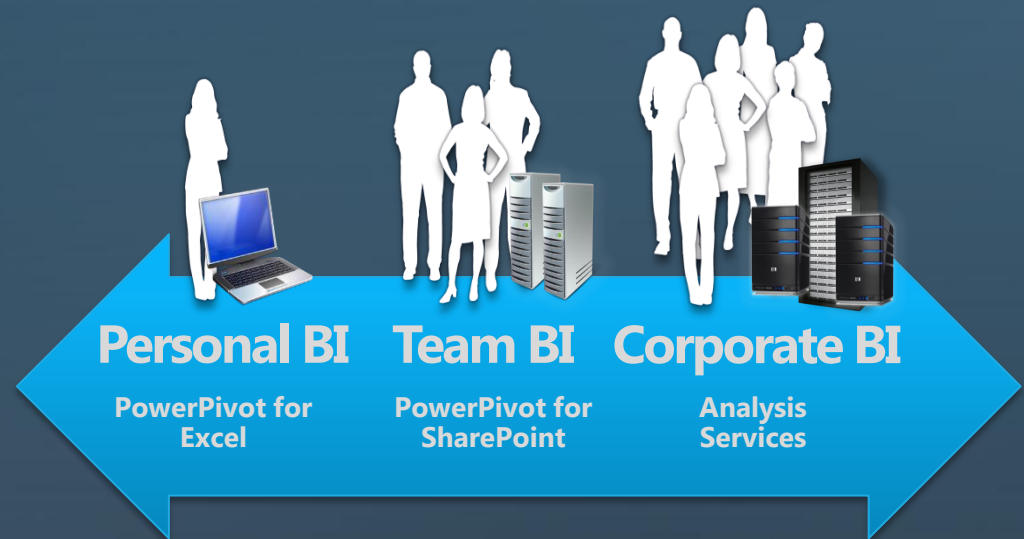 Personal BI
Team BI
Corporate BI
PowerPivot for
Excel
PowerPivot for
SharePoint
Analysis
Services